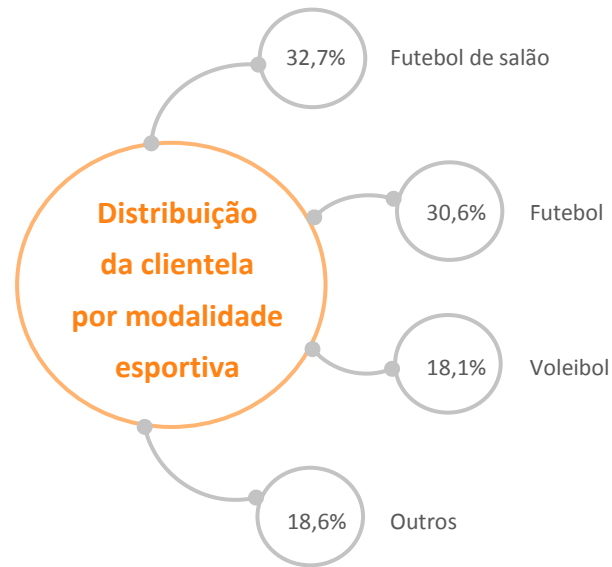 32,7% Futebol de salão
Distribuição
da clientela
por modalidade
esportiva
30,6% Futebol
18,1% Voleibol
18,6% Outros